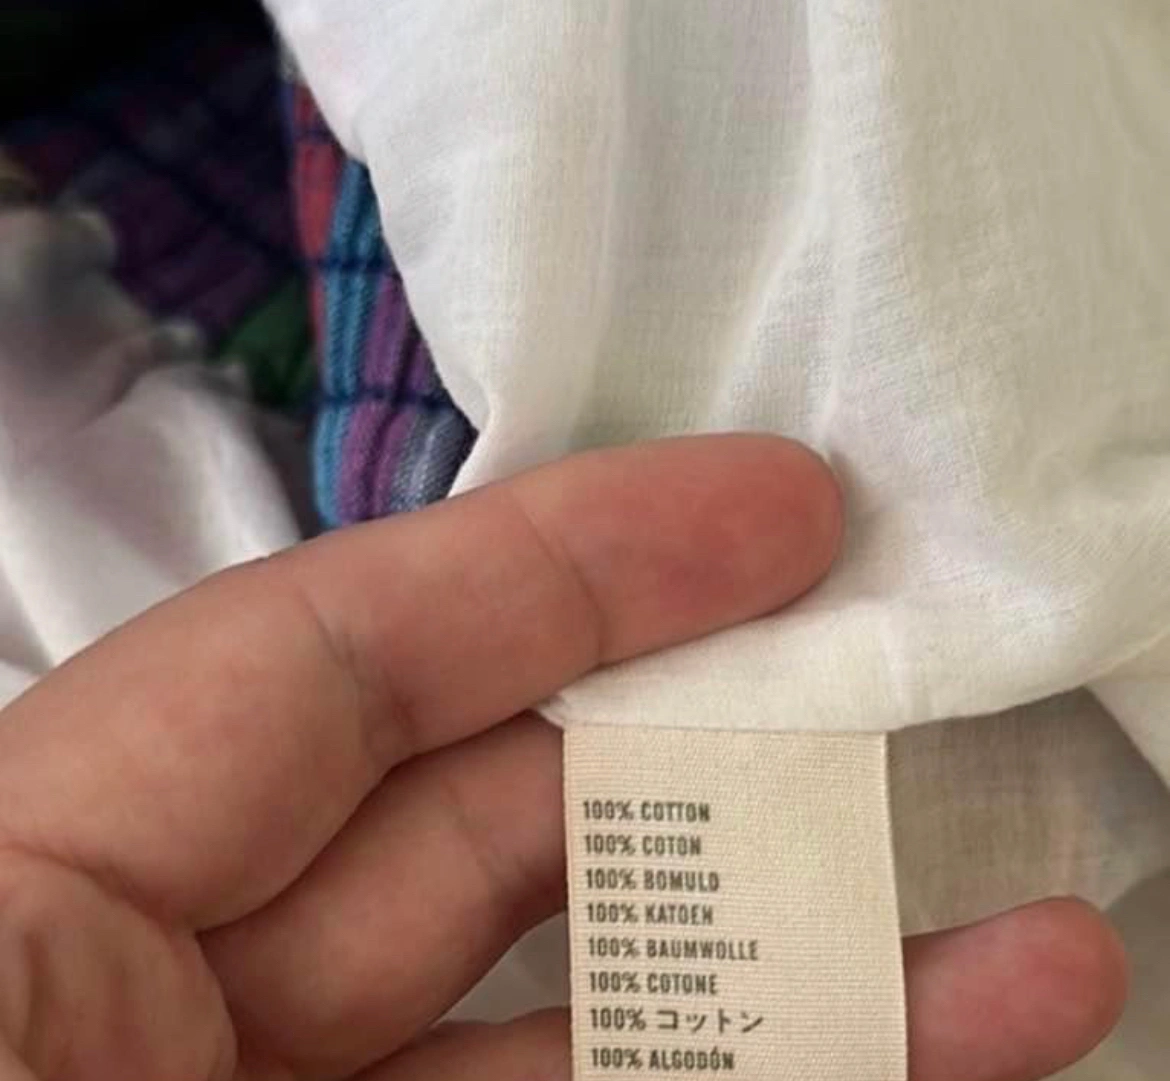 100% COTTON
100% COTON
100% BOMULD
100% KATOEN
100% BAUMWOLLE
100% COTONE
100% コットン
100% ALGODÓN